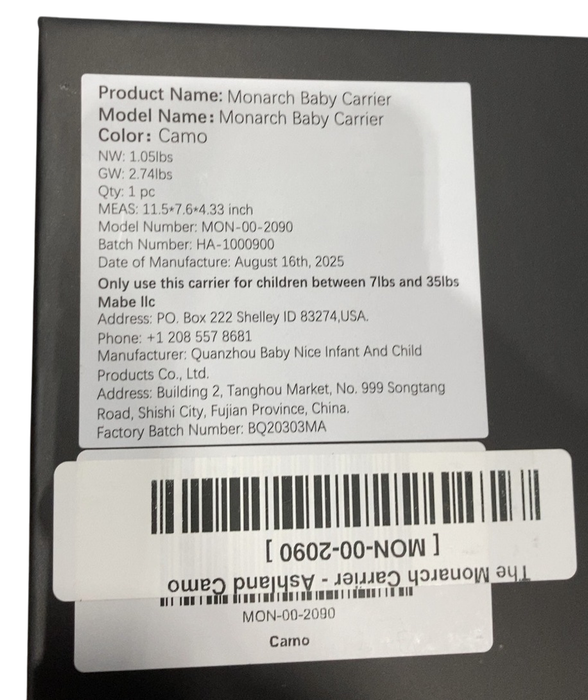 Product Name: Monarch Baby Carrier
Model Name: Monarch Baby Carrier
Color: Camo
NW: 1.05lbs
GW: 2.74lbs
Qty: 1 pc
MEAS: 11.5*7.6*4.33 inch
Model Number: MON-00-2090
Batch Number: HA-1000900
Date of Manufacture: August 16th, 2025
Only use this carrier for children between 7lbs and 35lbs
Mabe llc
Address: PO. Box 222 Shelley ID 83274,USA.
Phone: +1 208 557 8681
Manufacturer: Quanzhou Baby Nice Infant And Child
Products Co., Ltd.
Address: Building 2, Tanghou Market, No. 999 Songtang
Road, Shishi City, Fujian Province, China.
Factory Batch Number: BQ20303MA
The Monarch Carrier - Ashland Camo
[ MON-00-2090 ]
MON-00-2090
Camo